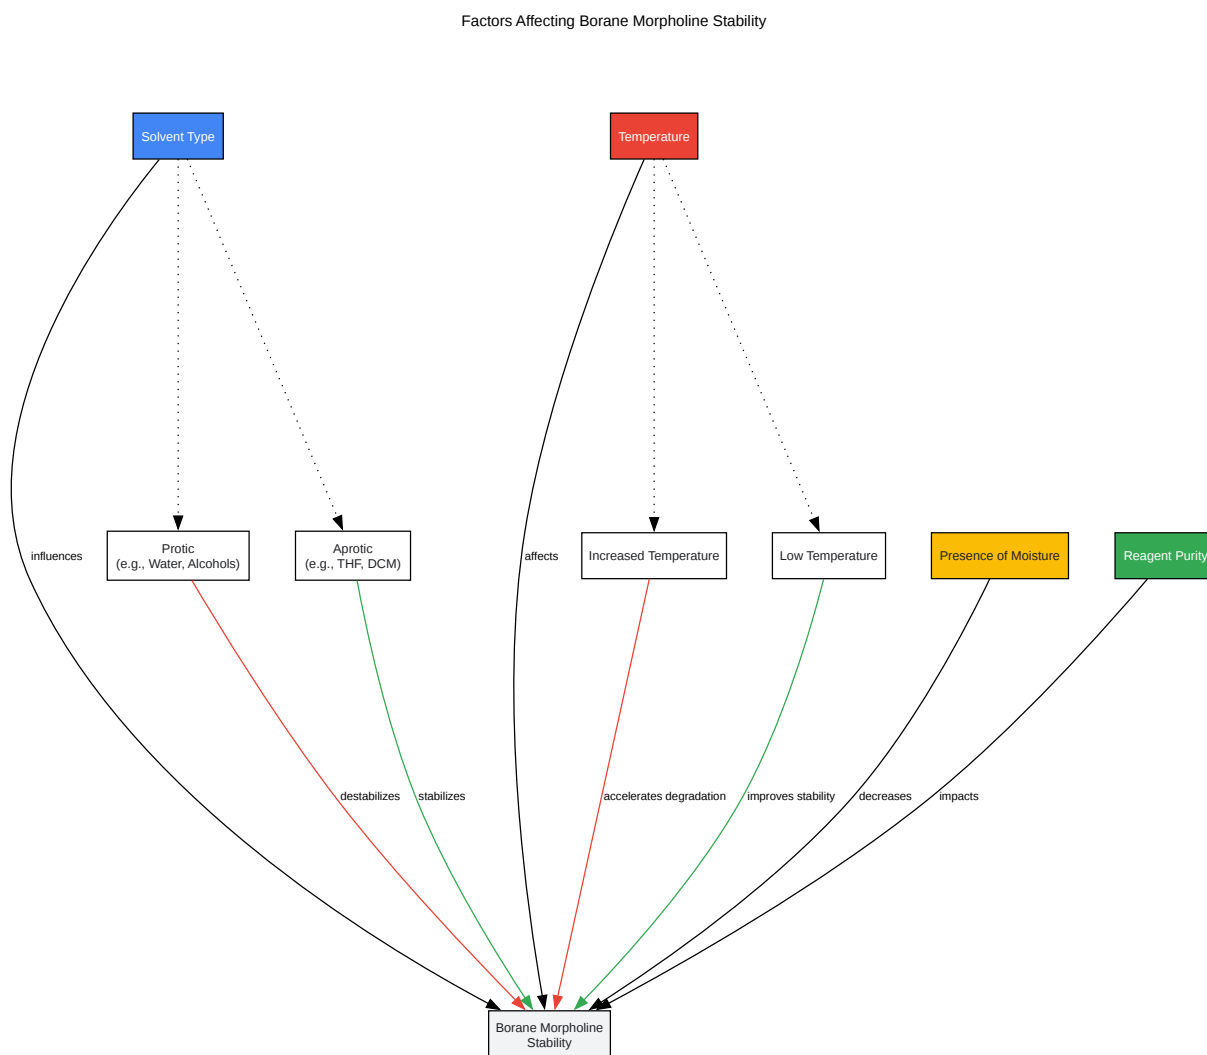 Factors Affecting Borane Morpholine Stability
Solvent Type
Temperature
influences
Protic
(e.g., Water, Alcohols)
Aprotic
(e.g., THF, DCM)
affects
Increased Temperature
Low Temperature
Presence of Moisture
Reagent Purity
destabilizes
stabilizes
accelerates degradation
improves stability
decreases
impacts
Borane Morpholine
Stability